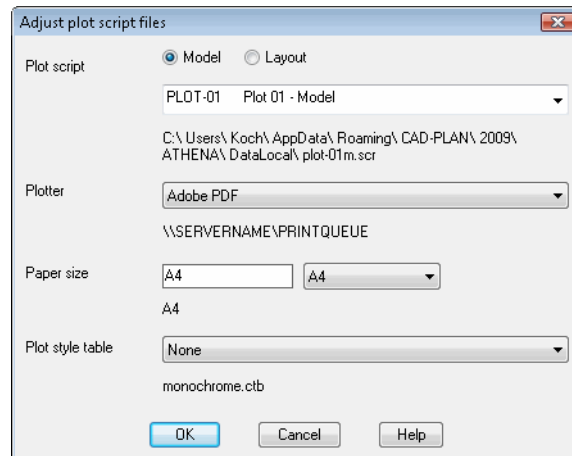 Adjust plot script files
Plot script
Model Layout
PLOT-01 Plot 01 - Model
C:\ Users\ Koch\ AppData\ Roaming\ CAD-PLAN\ 2009\
ATHENA\ DataLocal\ plot-01m.scr
Plotter
Adobe PDF
\\SERVERNAME\PRINTQUEUE
Paper size
A4 A4
A4
Plot style table
None
monochrome.ctb
OK Cancel Help